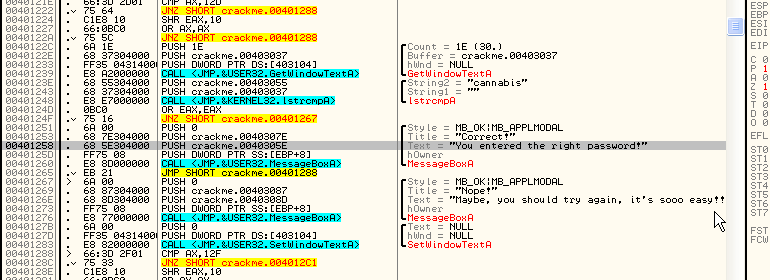 0040121C . 66:3D 2D01 CMP AX,12D
00401220 .v 75 64 JNZ SHORT crackme.00401288
00401222 . C1E8 10 SHR EAX,10
00401225 . 66:0BC0 OR AX,AX
00401228 .v 75 5C JNZ SHORT crackme.00401288
0040122A . 6A 1E PUSH 1E Count = 1E (30.)
0040122C . 68 37304000 PUSH crackme.00403037 Buffer = crackme.00403037
00401231 . FF35 04314000 PUSH DWORD PTR DS:[403104] hWnd = NULL
00401237 . E8 A2000000 CALL <JMP.&USER32.GetWindowTextA> GetWindowTextA
0040123C . 68 55304000 PUSH crackme.00403055 String2 = "cannabis"
00401241 . 68 37304000 PUSH crackme.00403037 String1 = ""
00401246 . E8 E7000000 CALL <JMP.&KERNEL32.lstrcmpA> lstrcmpA
0040124D . 0BC0 OR EAX,EAX
0040124F .v 75 16 JNZ SHORT crackme.00401267
00401251 . 6A 00 PUSH 0 Style = MB_OK|MB_APPLMODAL
00401253 . 68 7E304000 PUSH crackme.0040307E Title = "Correct!"
00401258 . 68 5E304000 PUSH crackme.0040305E Text = "You entered the right password!"
0040125D . FF75 08 PUSH DWORD PTR SS:[EBP+8] hOwner
00401260 . E8 8D000000 CALL <JMP.&USER32.MessageBoxA> MessageBoxA
00401265 .v EB 21 JMP SHORT crackme.00401288
00401267 > 6A 00 PUSH 0 Style = MB_OK|MB_APPLMODAL
00401269 . 68 87304000 PUSH crackme.00403087 Title = "Nope!"
0040126E . 68 8D304000 PUSH crackme.0040308D Text = "Maybe, you should try again, it's sooo easy!!
00401273 . FF75 08 PUSH DWORD PTR SS:[EBP+8] hOwner
00401276 . E8 77000000 CALL <JMP.&USER32.MessageBoxA> MessageBoxA
0040127B . 6A 00 PUSH 0 Text = NULL
0040127D . FF35 04314000 PUSH DWORD PTR DS:[403104] hWnd = NULL
00401283 . E8 82000000 CALL <JMP.&USER32.SetWindowTextA> SetWindowTextA
00401288 > 66:3D 2F01 CMP AX,12F
0040128C .v 75 33 JNZ SHORT crackme.004012C1
0040128E . C1E8 10 SHR EAX,10
ESP
EBP
ESI
EDI
EIP
C 0
P 1
A 0
Z 1
S 0
T 0
D 0
O 0
EFL
ST0
ST1
ST2
ST3
ST4
ST5
ST6
ST7
FST
FCW